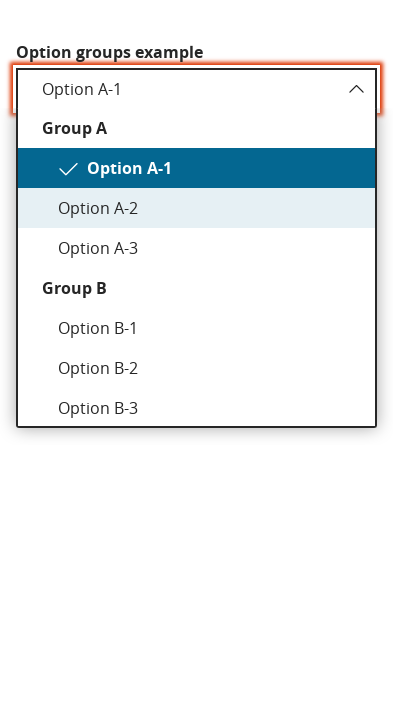 Option groups example
Option A-1
Group A
Option A-1
Option A-2
Option A-3
Group B
Option B-1
Option B-2
Option B-3